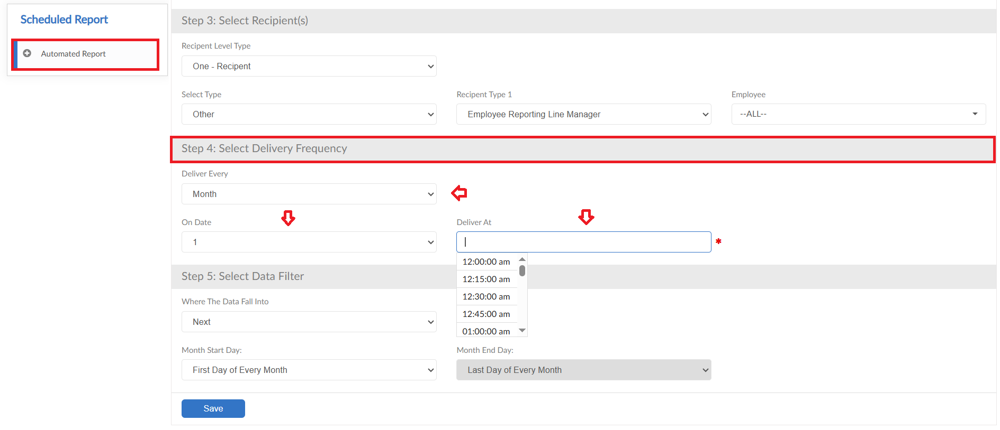 Scheduled Report
Automated Report
Step 3: Select Recipient(s)
Recipent Level Type
One - Recipent
Select Type
Recipent Type 1
Employee
Other
Employee Reporting Line Manager
--ALL--
Step 4: Select Delivery Frequency
Deliver Every
Month
On Date
Deliver At
1
*
12:00:00 am
12:15:00 am
12:30:00 am
12:45:00 am
01:00:00 am
Step 5: Select Data Filter
Where The Data Fall Into
Next
Month Start Day:
Month End Day:
First Day of Every Month
Last Day of Every Month
Save